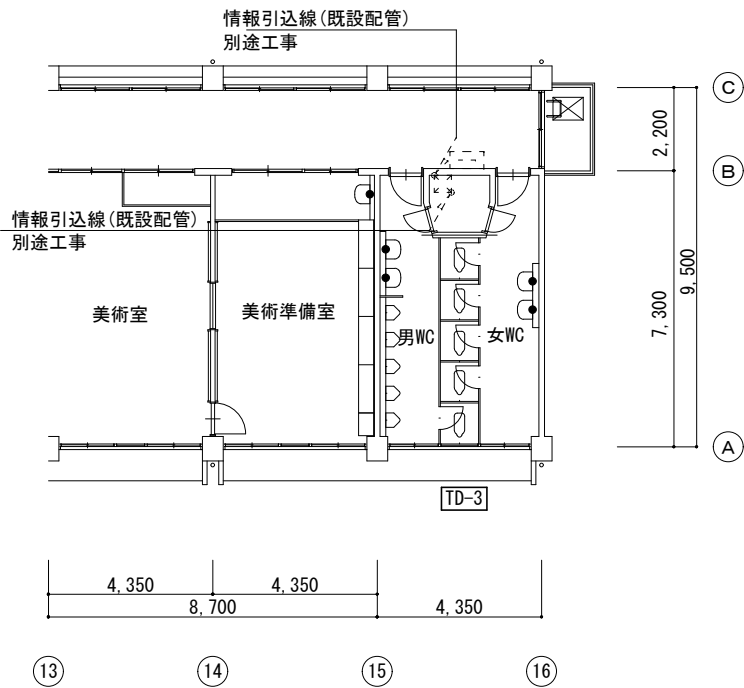 情報引込線(既設配管)
別途工事
C
2,200
B
情報引込線(既設配管)
別途工事
9,500
7,300
美術室
美術準備室
男WC
女WC
A
TD-3
4,350
4,350
8,700
4,350
13
14
15
16